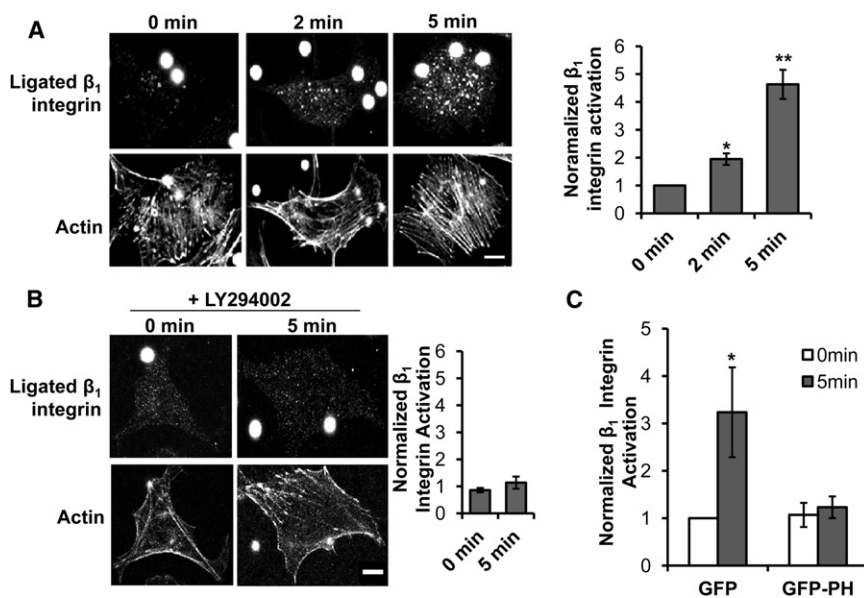 A
0 min 2 min 5 min
Ligated β₁
integrin
Actin
Noramalized β₁
integrin activation
6
5
4
3
2
1
0
*
**
0 min 2 min 5 min
B
+ LY294002
0 min 5 min
Ligated β₁
integrin
Actin
Normalized β₁
Integrin Activation
6
5
4
3
2
1
0
0 min 5 min
C
Normalized β₁ Integrin
Activation
5
4
3
2
1
0
*
0min
5min
GFP GFP-PH